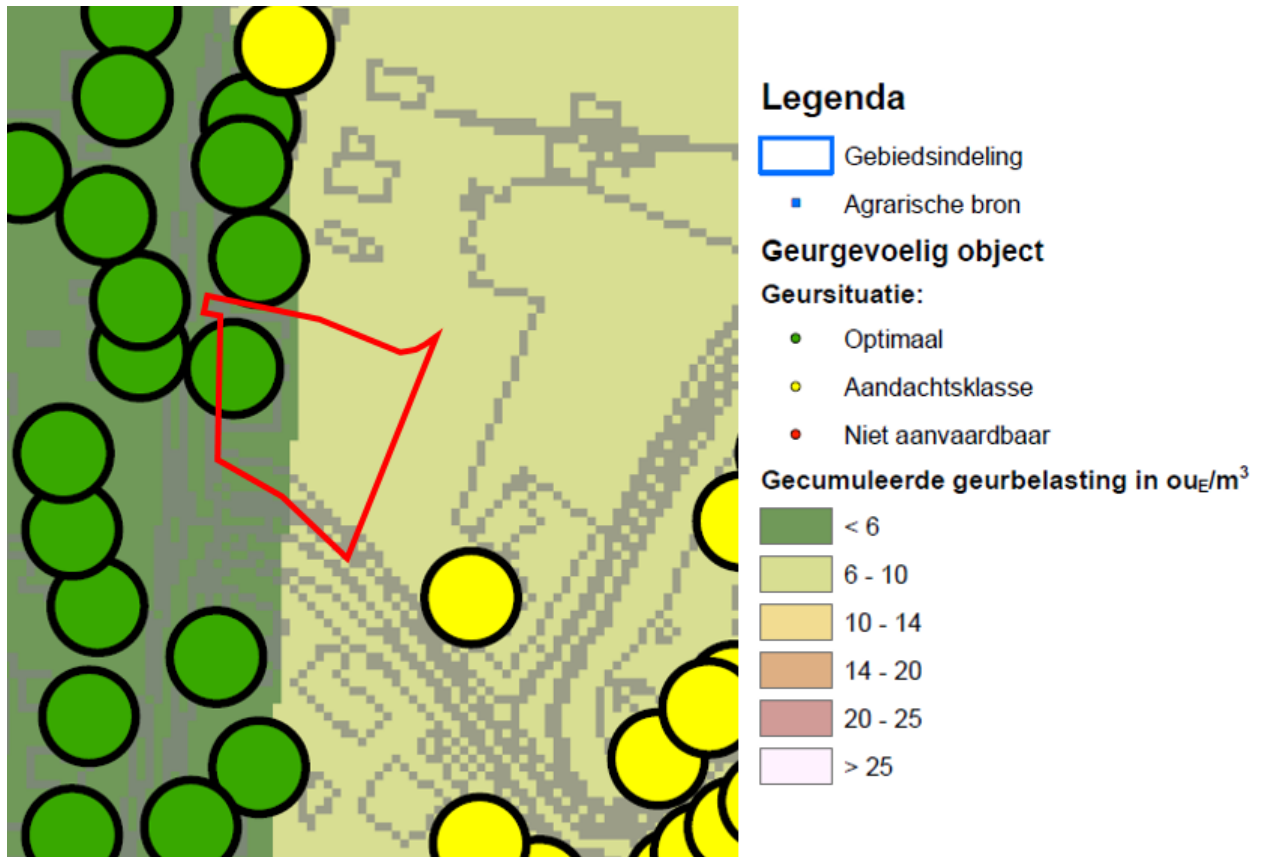 Legenda
Gebiedsindeling
Agrarische bron
Geurgevoelig object
Geursituatie:
Optimaal
Aandachtsklasse
Niet aanvaardbaar
Gecumuleerde geurbelasting in ouE/m³
< 6
6 - 10
10 - 14
14 - 20
20 - 25
> 25